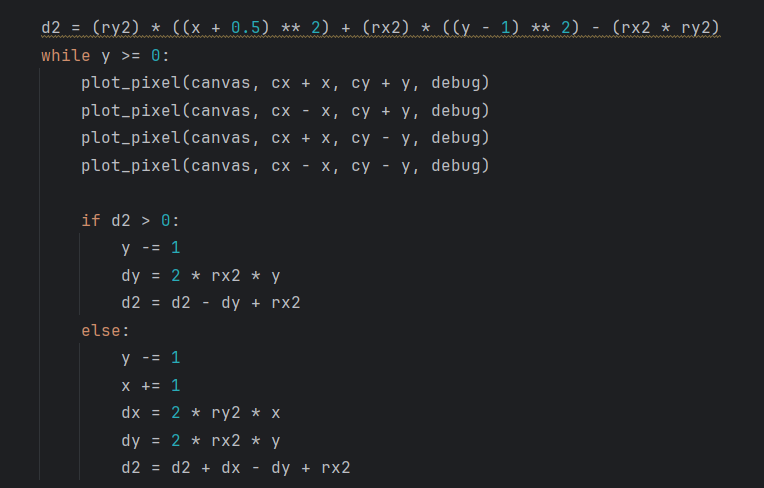 d2 = (ry2) * ((x + 0.5) ** 2) + (rx2) * ((y - 1) ** 2) - (rx2 * ry2)
while y >= 0:
    plot_pixel(canvas, cx + x, cy + y, debug)
    plot_pixel(canvas, cx - x, cy + y, debug)
    plot_pixel(canvas, cx + x, cy - y, debug)
    plot_pixel(canvas, cx - x, cy - y, debug)

    if d2 > 0:
        y -= 1
        dy = 2 * rx2 * y
        d2 = d2 - dy + rx2
    else:
        y -= 1
        x += 1
        dx = 2 * ry2 * x
        dy = 2 * rx2 * y
        d2 = d2 + dx - dy + rx2